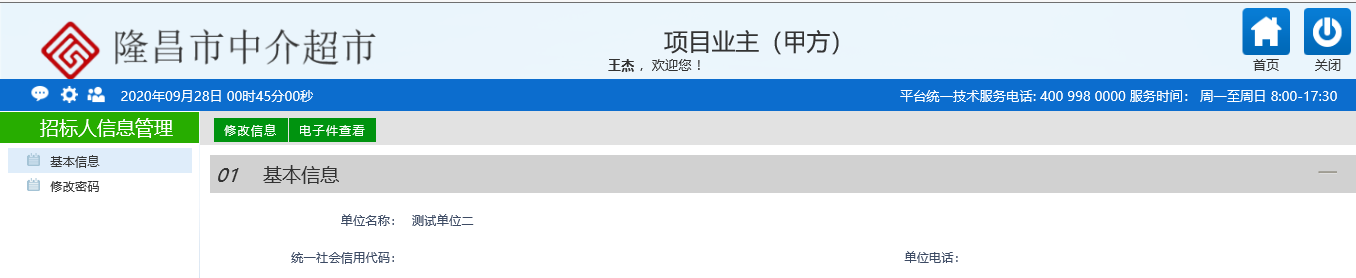 隆昌市中介超市
项目业主（甲方）
王杰，欢迎您！
首页
关闭
2020年09月28日 00时45分00秒
平台统一技术服务电话: 400 998 0000 服务时间： 周一至周日 8:00-17:30
招标人信息管理
修改信息
电子件查看
基本信息
修改密码
01 基本信息
单位名称： 测试单位二
统一社会信用代码：
单位电话：